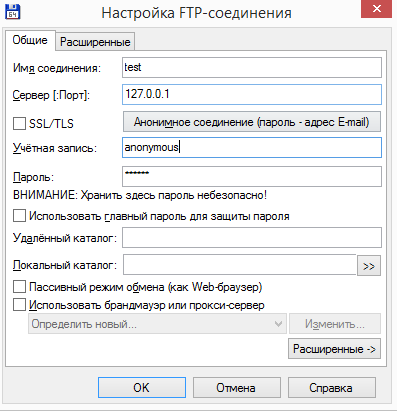 64
Настройка FTP-соединения
Общие Расширенные
Имя соединения: test
Сервер [:Порт]: 127.0.0.1
SSL/TLS Анонимное соединение (пароль - адрес E-mail)
Учётная запись: anonymous
Пароль: ******
ВНИМАНИЕ: Хранить здесь пароль небезопасно!
Использовать главный пароль для защиты пароля
Удалённый каталог:
Локальный каталог: >>
Пассивный режим обмена (как Web-браузер)
Использовать брандмауэр или прокси-сервер
Определить новый... Изменить...
Расширенные ->
OK Отмена Справка